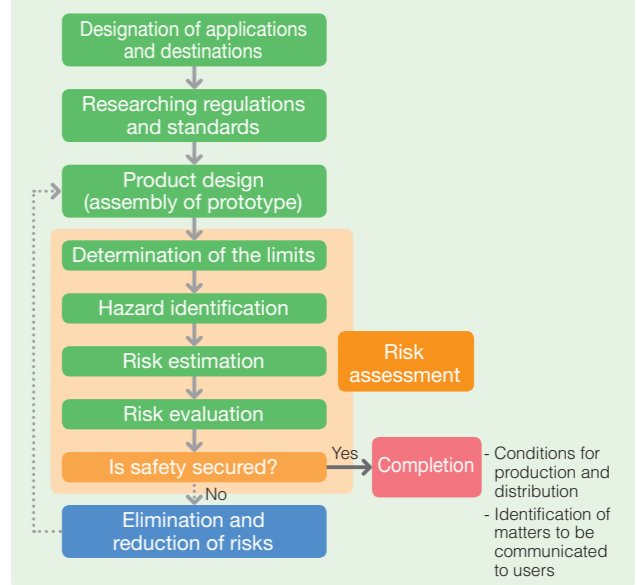 Designation of applications
and destinations
Researching regulations
and standards
Product design
(assembly of prototype)
Determination of the limits
Hazard identification
Risk estimation
Risk
assessment
Risk evaluation
Is safety secured?
Yes
Completion
- Conditions for
production and
distribution
- Identification of
matters to be
communicated
to users
No
Elimination and
reduction of risks